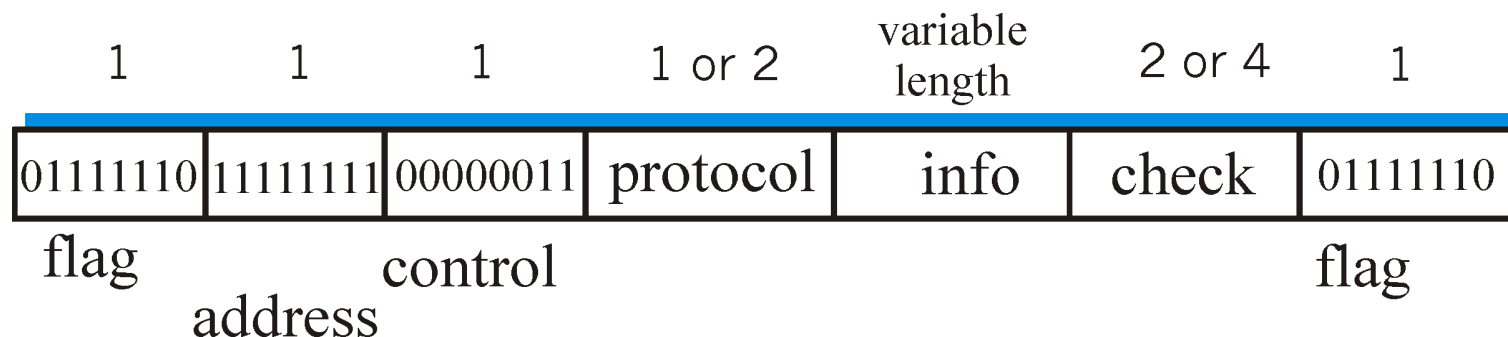 1 1 1 1 or 2 variable length 2 or 4 1
01111110 11111111 00000011 protocol info check 01111110
flag address control flag